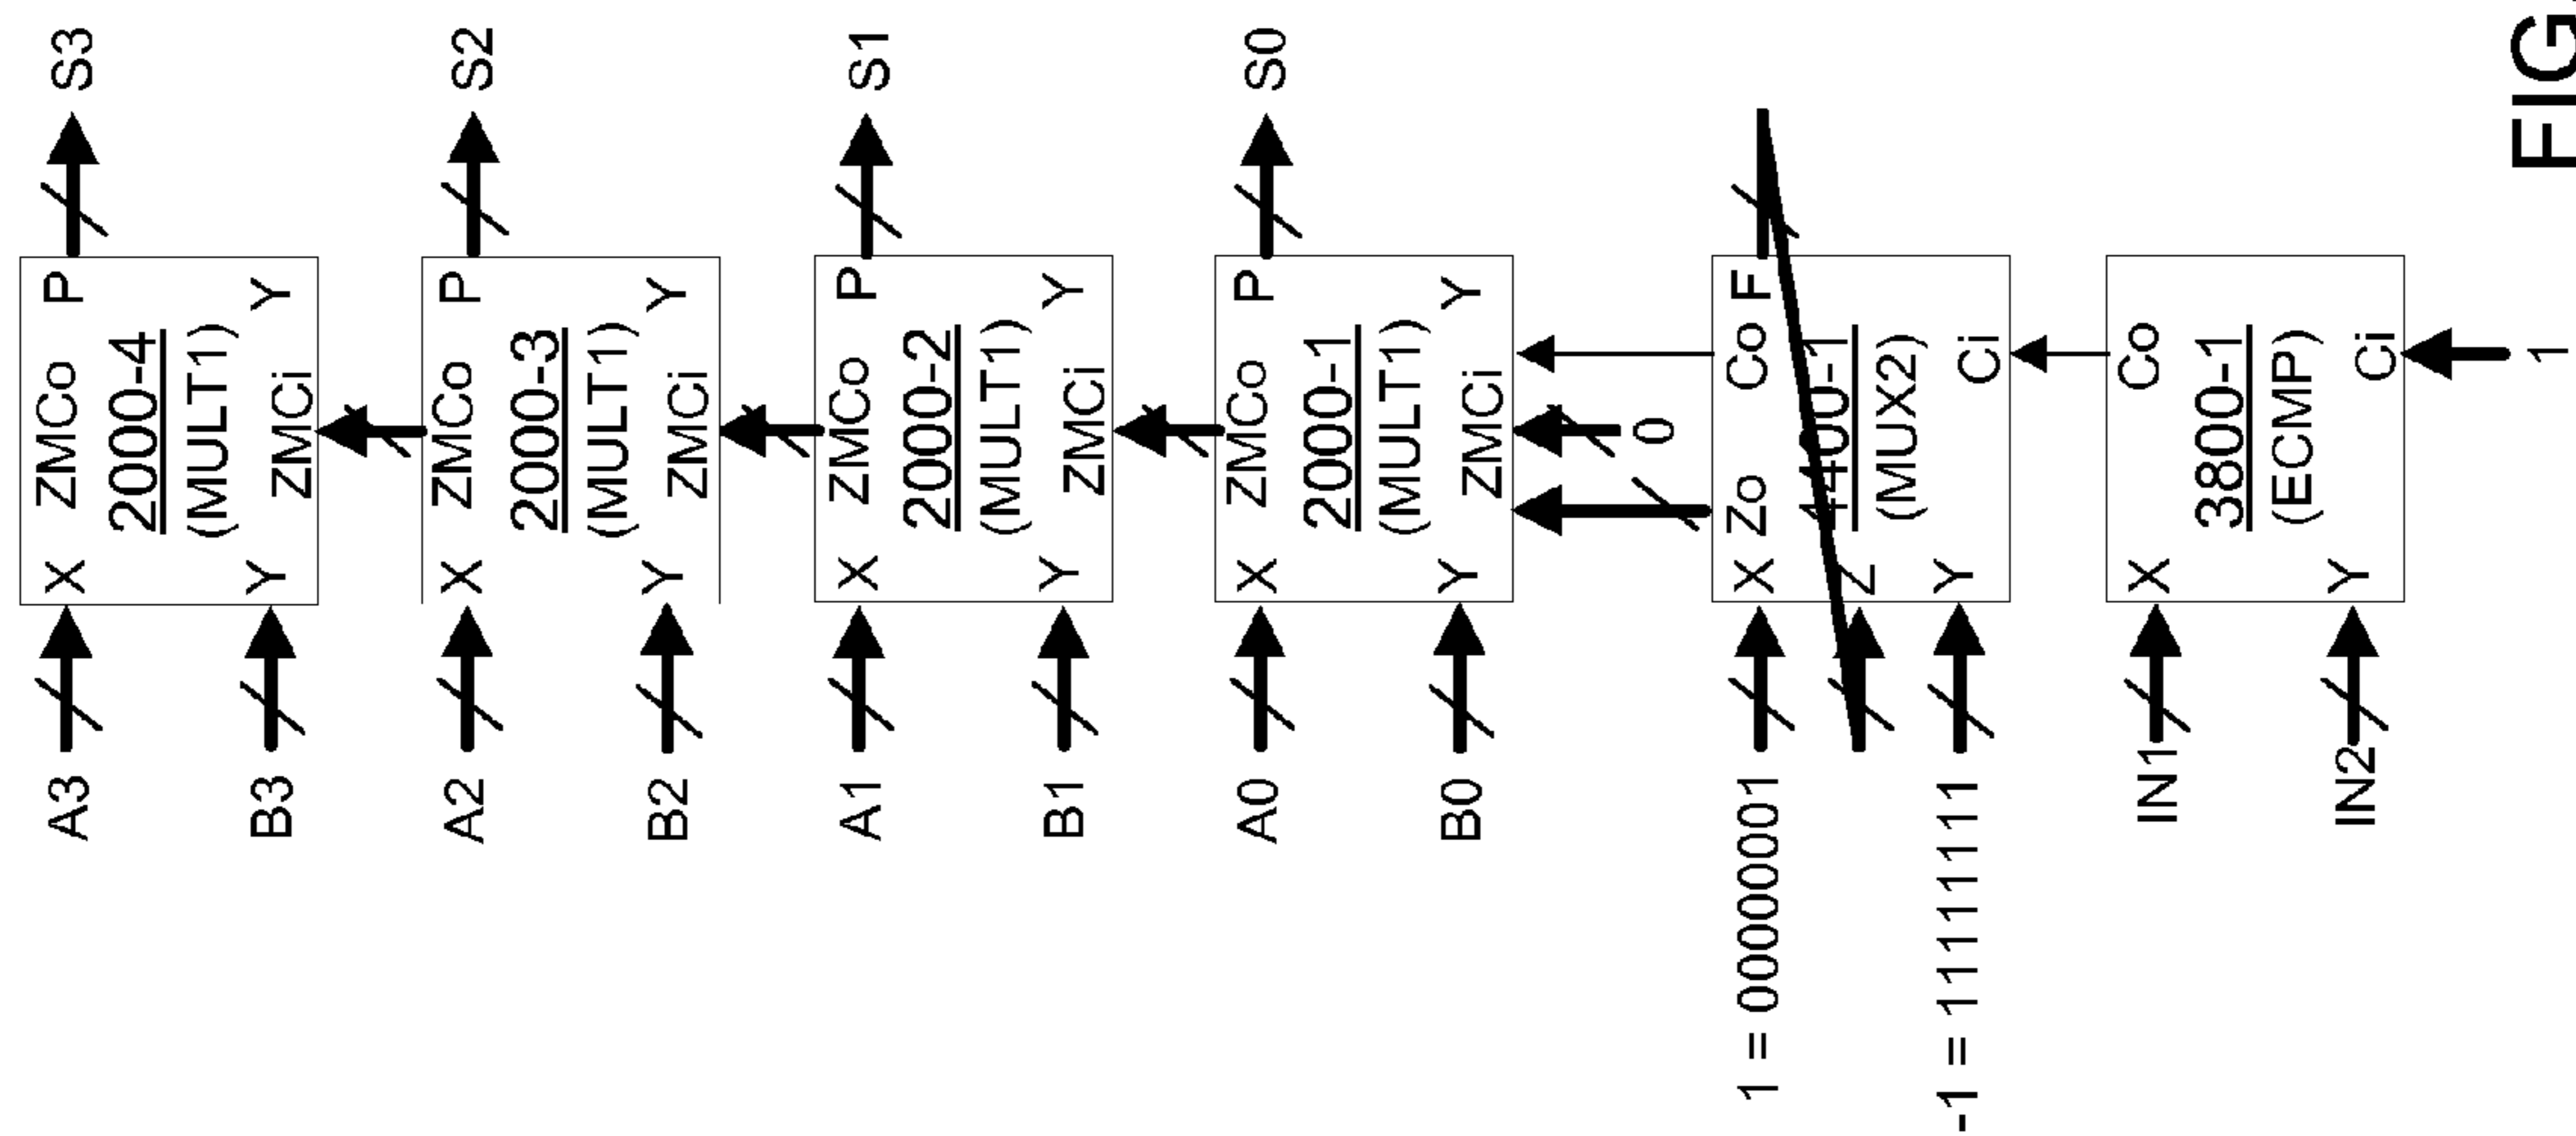 A3 X ZMCo P S3
2000-4
(MULT1)
B3 Y ZMCi Y
A2 X ZMCo P S2
2000-3
(MULT1)
B2 Y ZMCi Y
A1 X ZMCo P S1
2000-2
(MULT1)
B1 Y ZMCi Y
A0 X ZMCo P S0
2000-1
(MULT1)
B0 Y ZMCi Y
0
1 = 00000001 X Zo Co F
4400-1
Z
(MUX2)
-1 = 11111111 Y Ci
IN1 X Co
3800-1
(ECMP)
IN2 Y Ci
1
FIG.